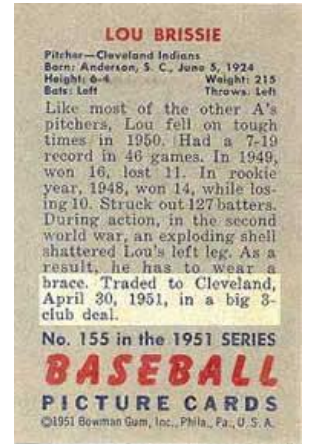 LOU BRISSIE
Pitcher—Cleveland Indians
Born: Anderson, S. C., June 5, 1924
Height: 6-4 Weight: 215
Bats: Left Throws: Left
Like most of the other A's
pitchers, Lou fell on tough
times in 1950. Had a 7-19
record in 46 games. In 1949,
won 16, lost 11. In rookie
year, 1948, won 14, while los-
ing 10. Struck out 127 batters.
During action, in the second
world war, an exploding shell
shattered Lou's left leg. As a
result, he has to wear a
brace. Traded to Cleveland,
April 30, 1951, in a big 3-
club deal.
No. 155 in the 1951 SERIES
BASEBALL
PICTURE CARDS
©1951 Bowman Gum, Inc., Phila., Pa., U. S. A.